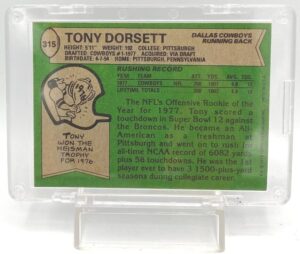 315
TONY DORSETT
DALLAS COWBOYS
RUNNING BACK
HEIGHT: 5'11" WEIGHT: 192 COLLEGE: PITTSBURGH
DRAFTED: COWBOYS #1-1977 ACQUIRED: VIA DRAFT
BIRTHDATE: 4-7-54 HOME: PITTSBURGH, PENNSYLVANIA
RUSHING RECORD
YEAR TEAM
1977 COWBOYS
LIFETIME TOTALS
The NFL's Offensive Rookie of
the Year for 1977, Tony scored a
touchdown in Super Bowl 12 against
the Broncos. He became an All-
American as a freshman at
Pittsburgh and went on to rush for
all-time NCAA record of 6082 yards
plus 56 touchdowns. He was the 1st
player ever to have 3 1500-plus-yard
seasons during collegiate career.
TONY
WON THE
HEISMAN
TROPHY
FOR 1976